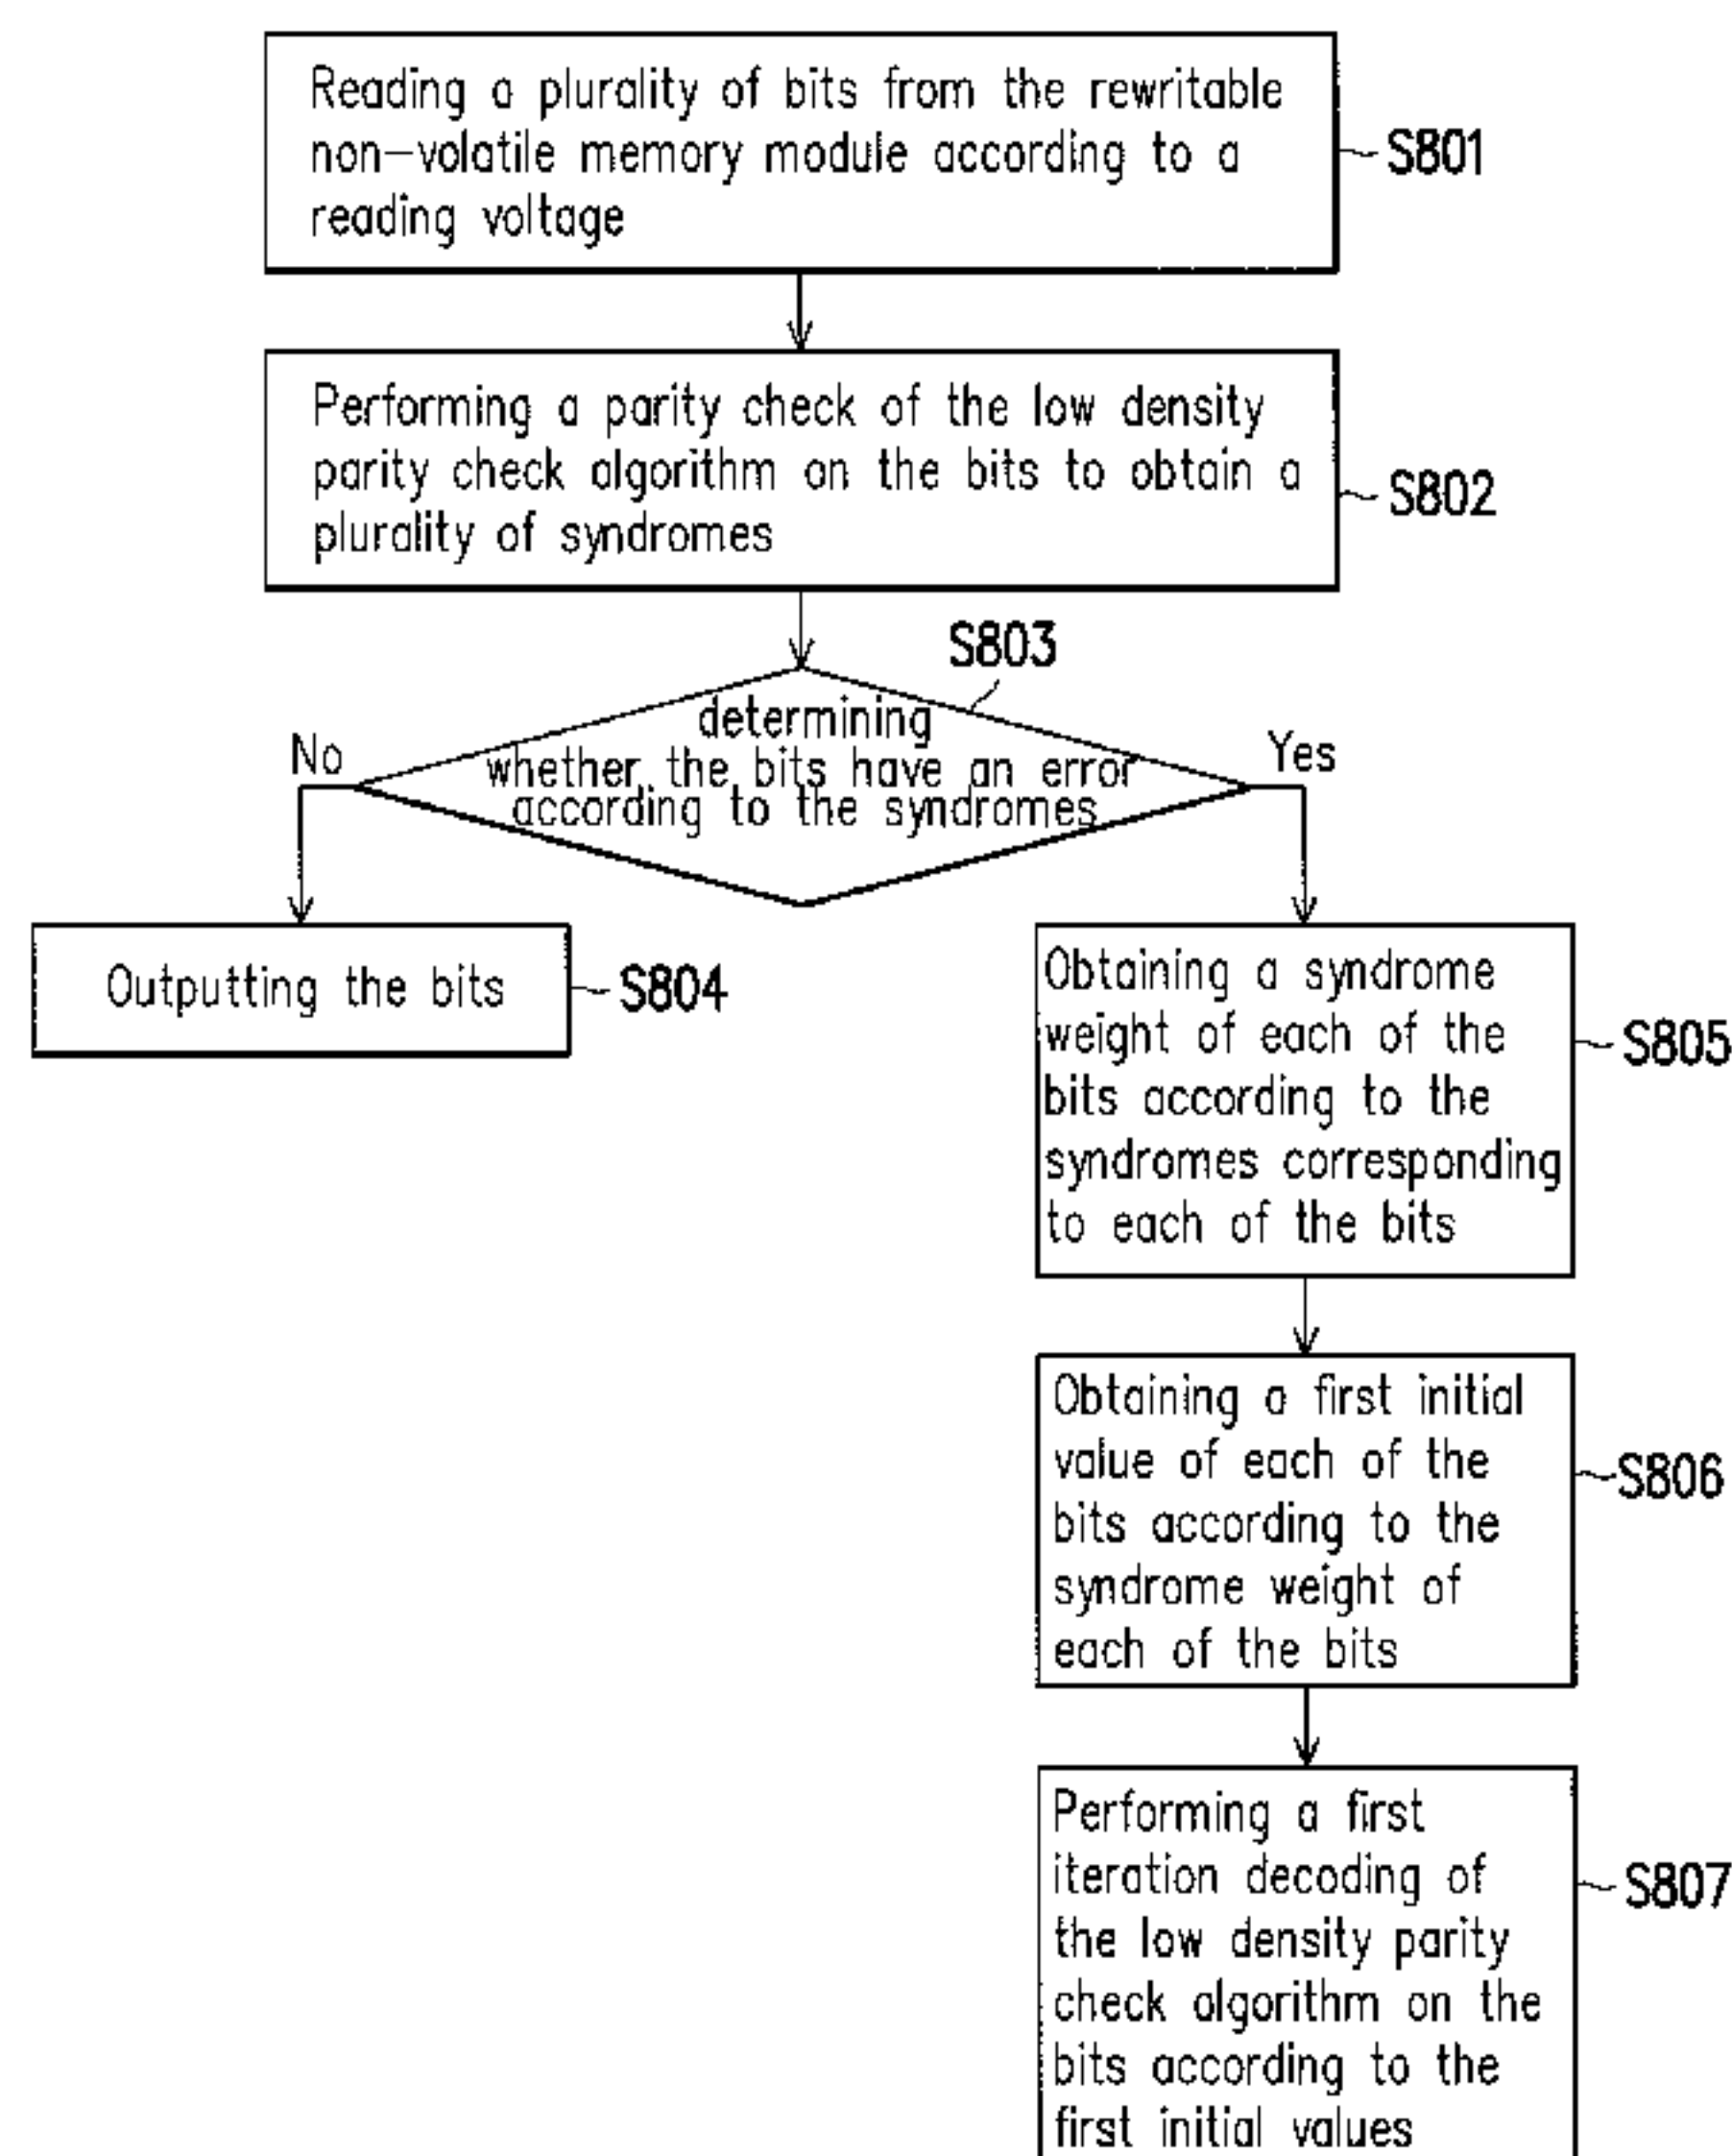 Reading a plurality of bits from the rewritable
non-volatile memory module according to a
reading voltage
S801
Performing a parity check of the low density
parity check algorithm on the bits to obtain a
plurality of syndromes
S802
S803
determining
whether the bits have an error
according to the syndromes
No
Yes
Outputting the bits
S804
Obtaining a syndrome
weight of each of the
bits according to the
syndromes corresponding
to each of the bits
S805
Obtaining a first initial
value of each of the
bits according to the
syndrome weight of
each of the bits
S806
Performing a first
iteration decoding of
the low density parity
check algorithm on the
bits according to the
first initial values
S807